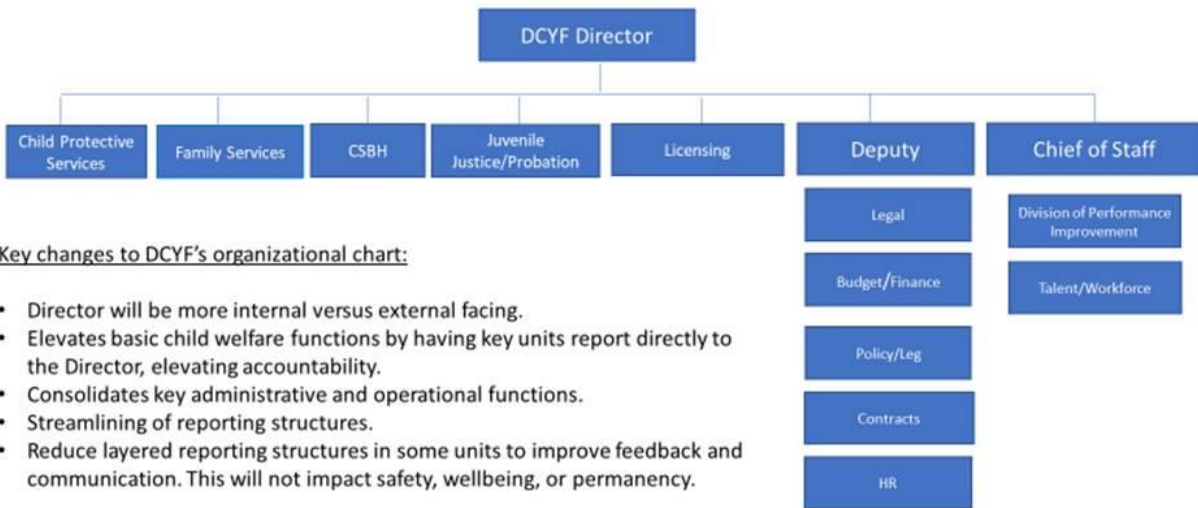 DCYF Director
Child Protective
Services
Family Services
CSBH
Juvenile
Justice/Probation
Licensing
Deputy
Chief of Staff
Legal
Budget/Finance
Policy/Leg
Contracts
HR
Division of Performance
Improvement
Talent/Workforce
Key changes to DCYF's organizational chart:
• Director will be more internal versus external facing.
• Elevates basic child welfare functions by having key units report directly to
the Director, elevating accountability.
• Consolidates key administrative and operational functions.
• Streamlining of reporting structures.
• Reduce layered reporting structures in some units to improve feedback and
communication. This will not impact safety, wellbeing, or permanency.